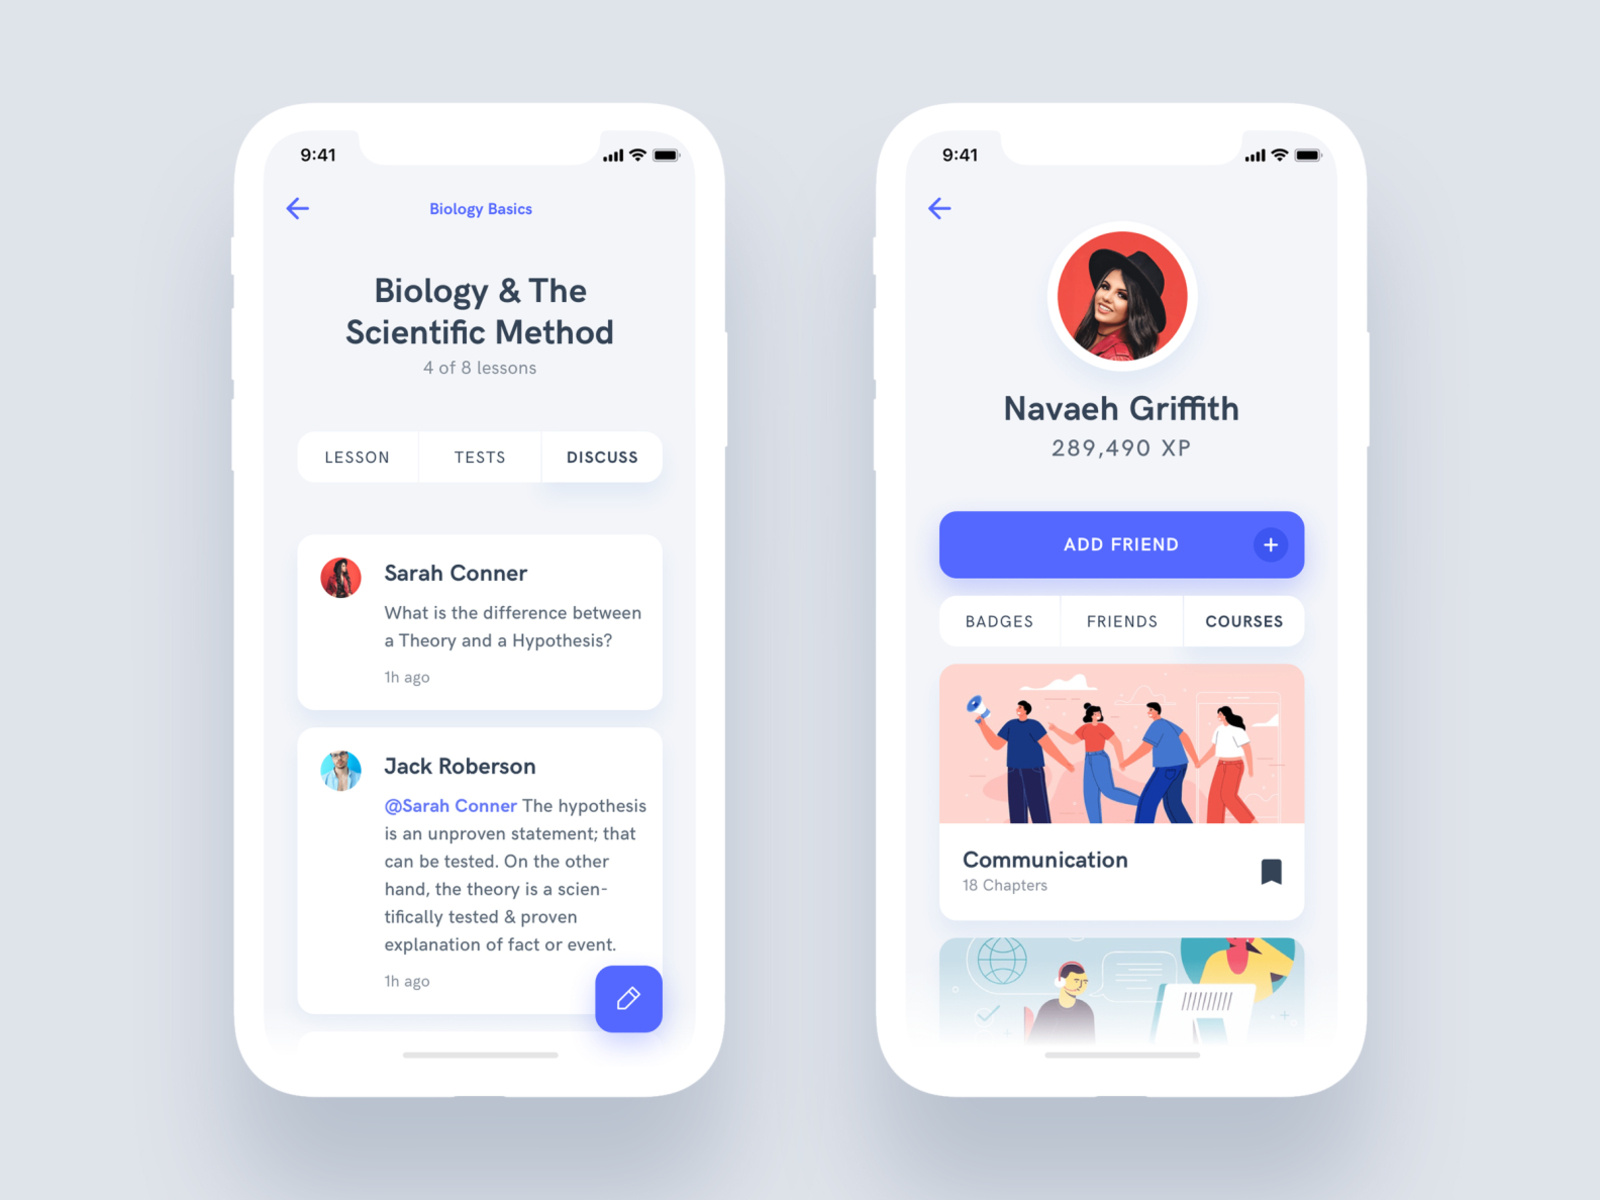 9:41
Biology Basics
Biology & The
Scientific Method
4 of 8 lessons
LESSON
TESTS
DISCUSS
Sarah Conner
What is the difference between
a Theory and a Hypothesis?
1h ago
Jack Roberson
@Sarah Conner The hypothesis
is an unproven statement; that
can be tested. On the other
hand, the theory is a scien-
tifically tested & proven
explanation of fact or event.
1h ago
9:41
Navaeh Griffith
289,490 XP
ADD FRIEND
BADGES
FRIENDS
COURSES
Communication
18 Chapters